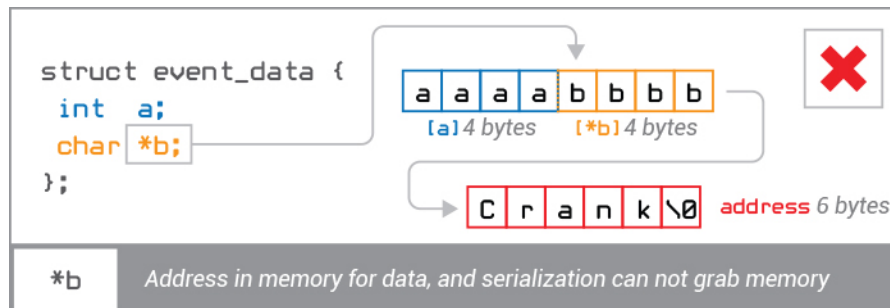 struct event_data {
int a;
char *b;
};
a a a a b b b b
[a] 4 bytes [*b] 4 bytes
C r a n k \0 address 6 bytes
*b Address in memory for data, and serialization can not grab memory